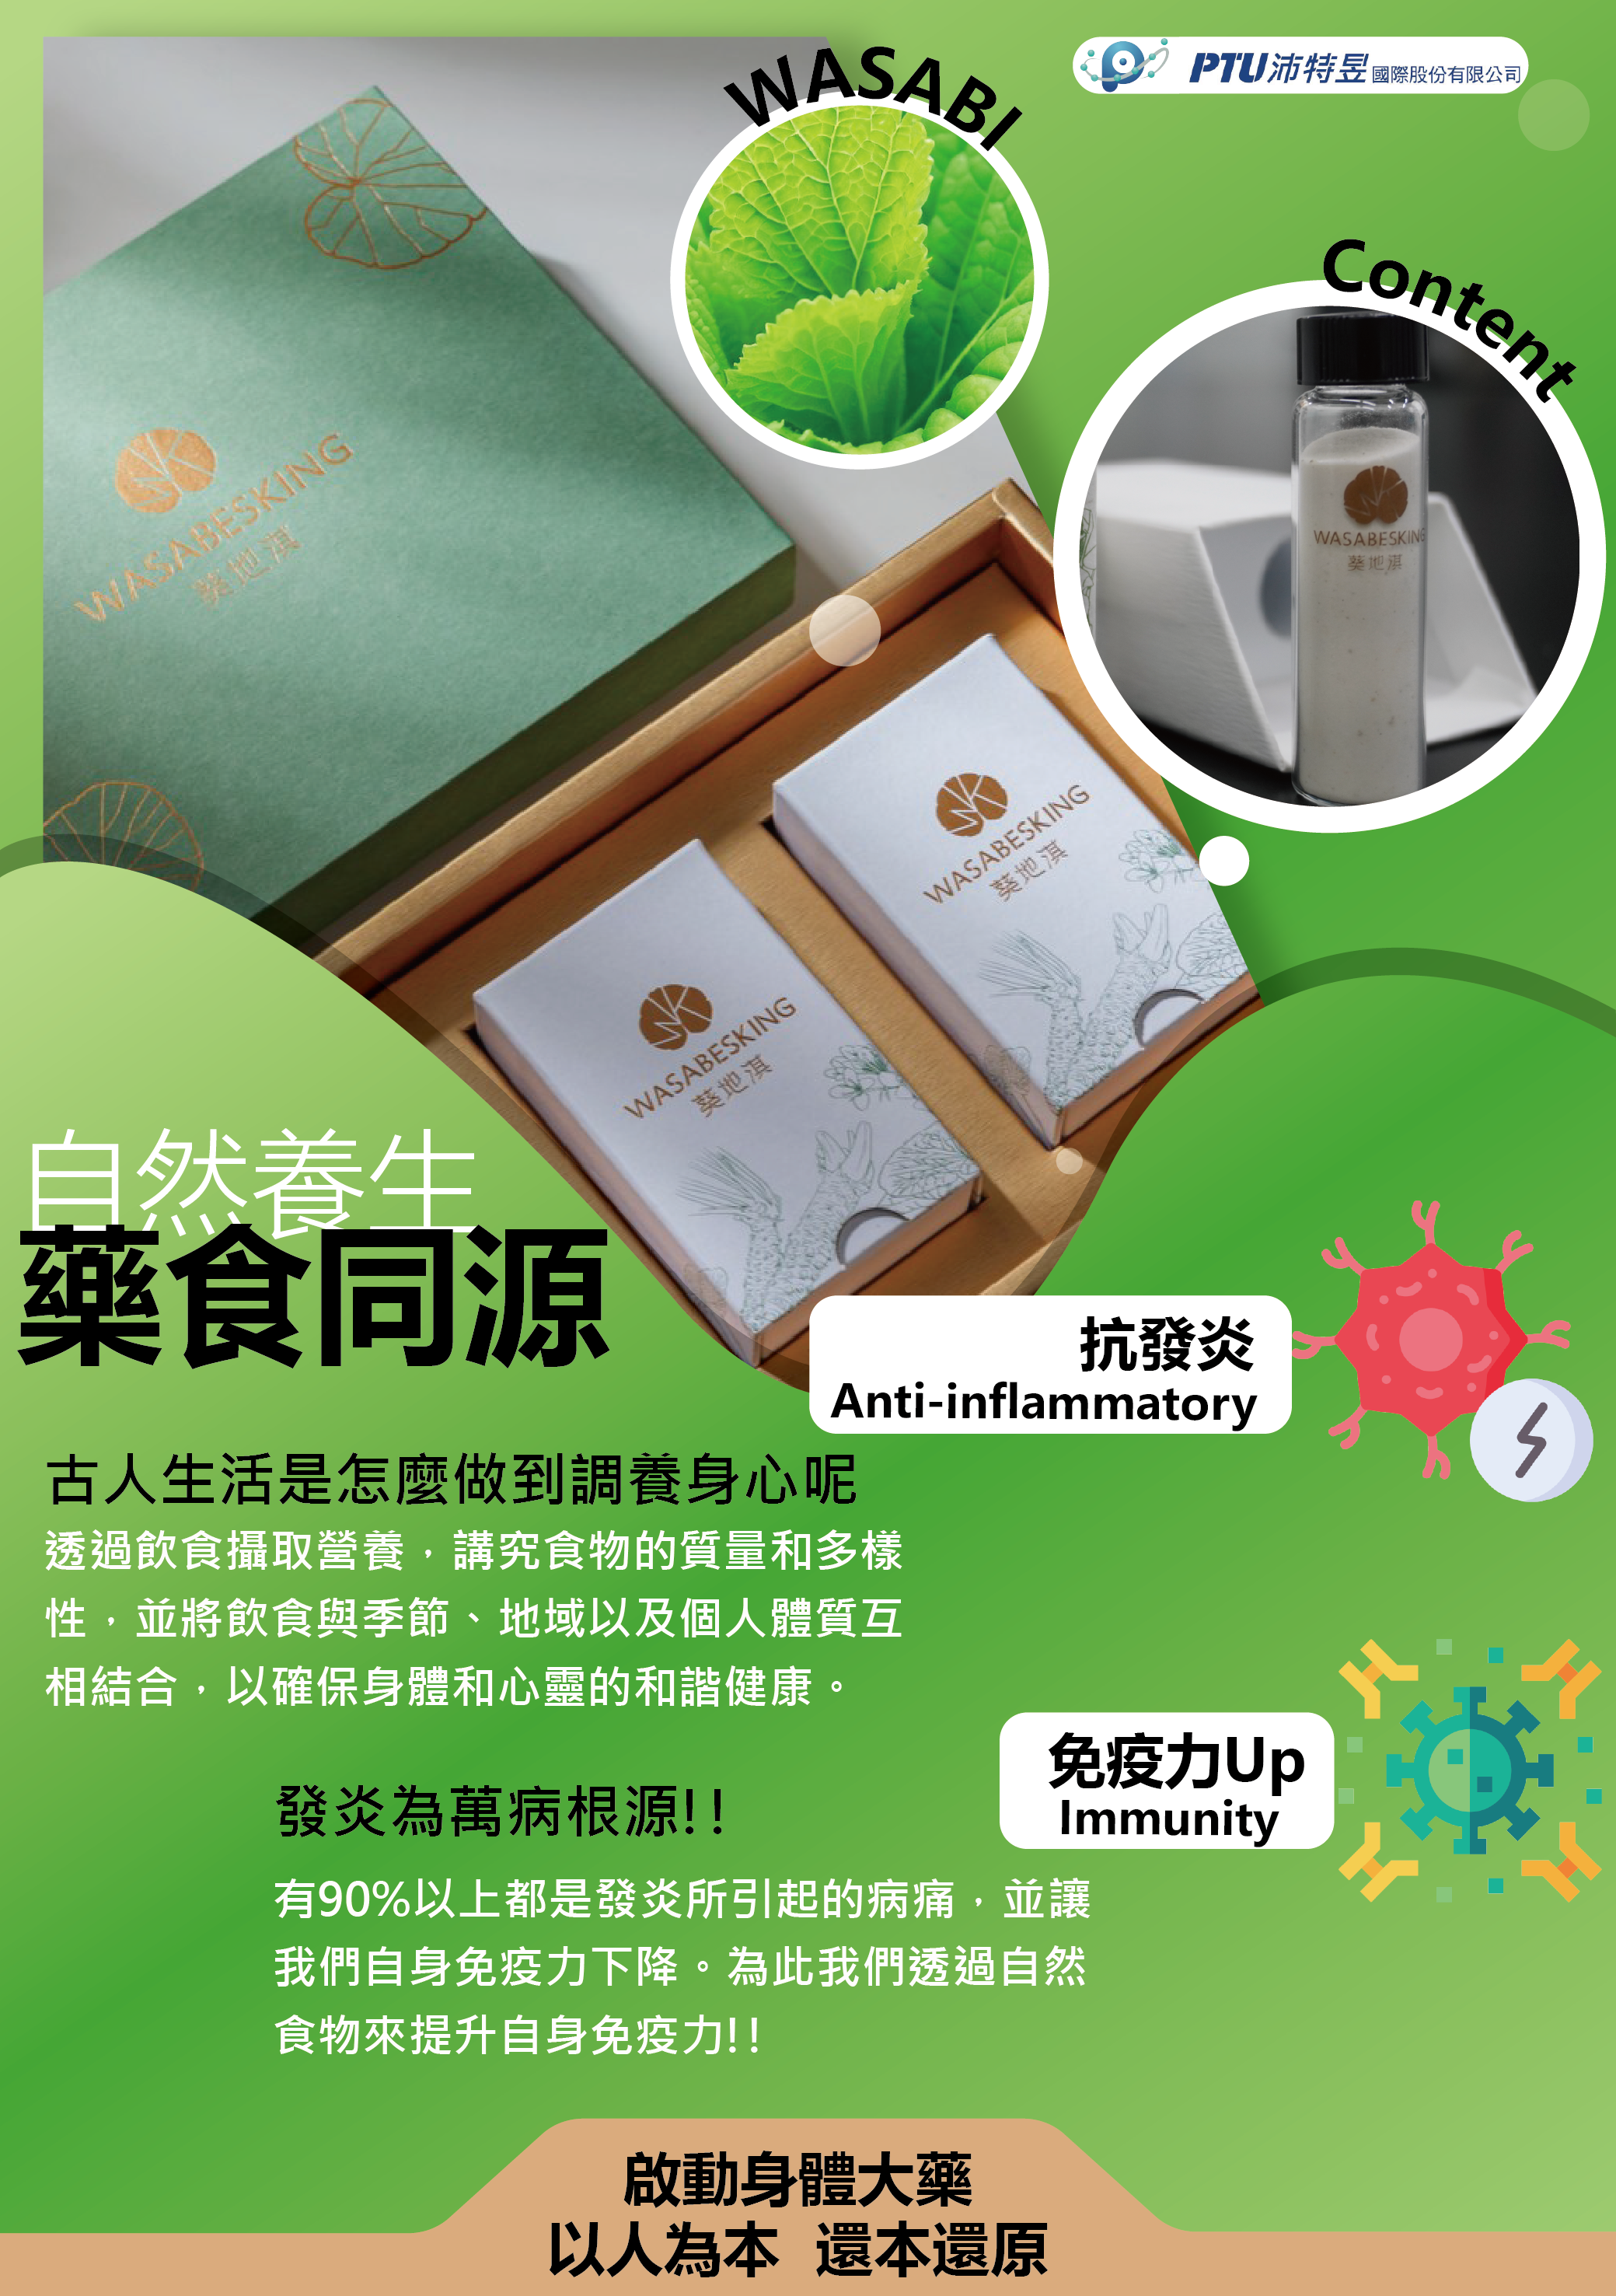 WASABI
PTU沛特昱 國際股份有限公司
Content
WASABESKING
葵地淇
WASABESKING
葵地淇
WASABESKING
葵地淇
WASABESKING
葵地淇
自然養生
藥食同源
抗發炎
Anti-inflammatory
古人生活是怎麼做到調養身心呢
透過飲食攝取營養，講究食物的質量和多樣
性，並將飲食與季節、地域以及個人體質互
相結合，以確保身體和心靈的和諧健康。
免疫力Up
Immunity
發炎為萬病根源!!
有90%以上都是發炎所引起的病痛，並讓
我們自身免疫力下降。為此我們透過自然
食物來提升自身免疫力!!
啟動身體大藥
以人為本 還本還原